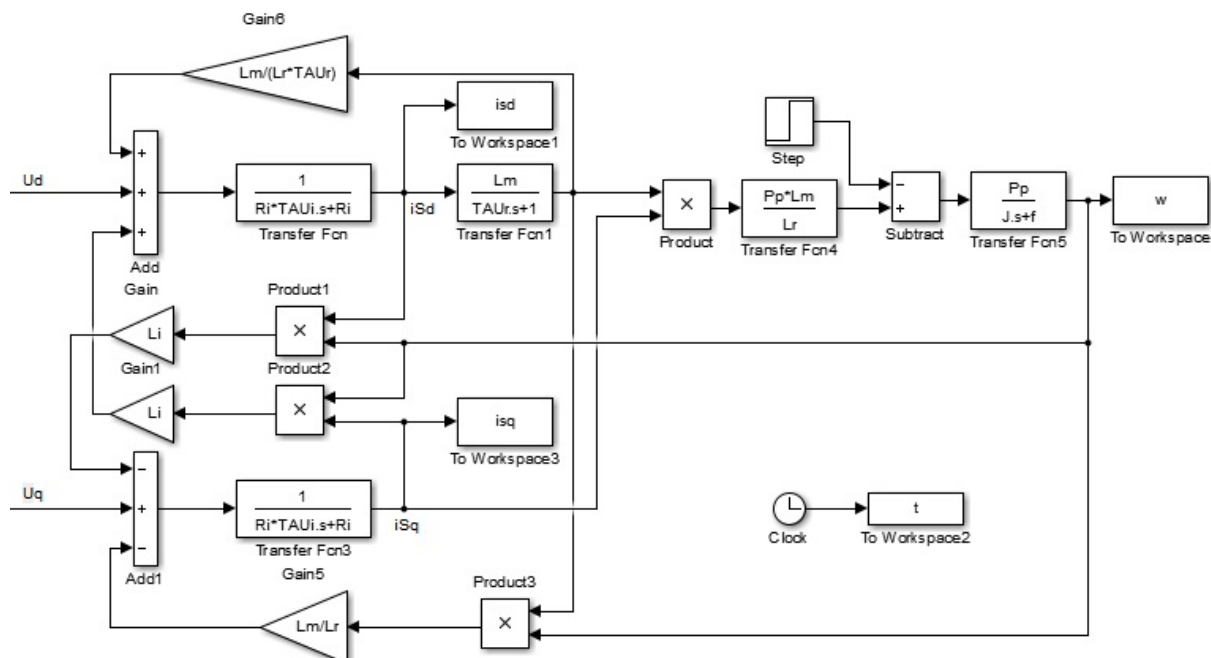 Gain6
Lm/(Lr*TAUr)
isd
To Workspace1
Step
Ud
+
+
+
Add
1
Ri*TAUi.s+Ri
Transfer Fcn
iSd
Lm
TAUr.s+1
Transfer Fcn1
×
Product
Pp*Lm
Lr
Transfer Fcn4
−
+
Subtract
Pp
J.s+f
Transfer Fcn5
w
To Workspace
Gain
Li
Product1
×
Gain1
Li
Product2
×
isq
To Workspace3
Uq
−
+
−
Add1
1
Ri*TAUi.s+Ri
Transfer Fcn3
iSq
Clock
t
To Workspace2
Gain5
Lm/Lr
Product3
×